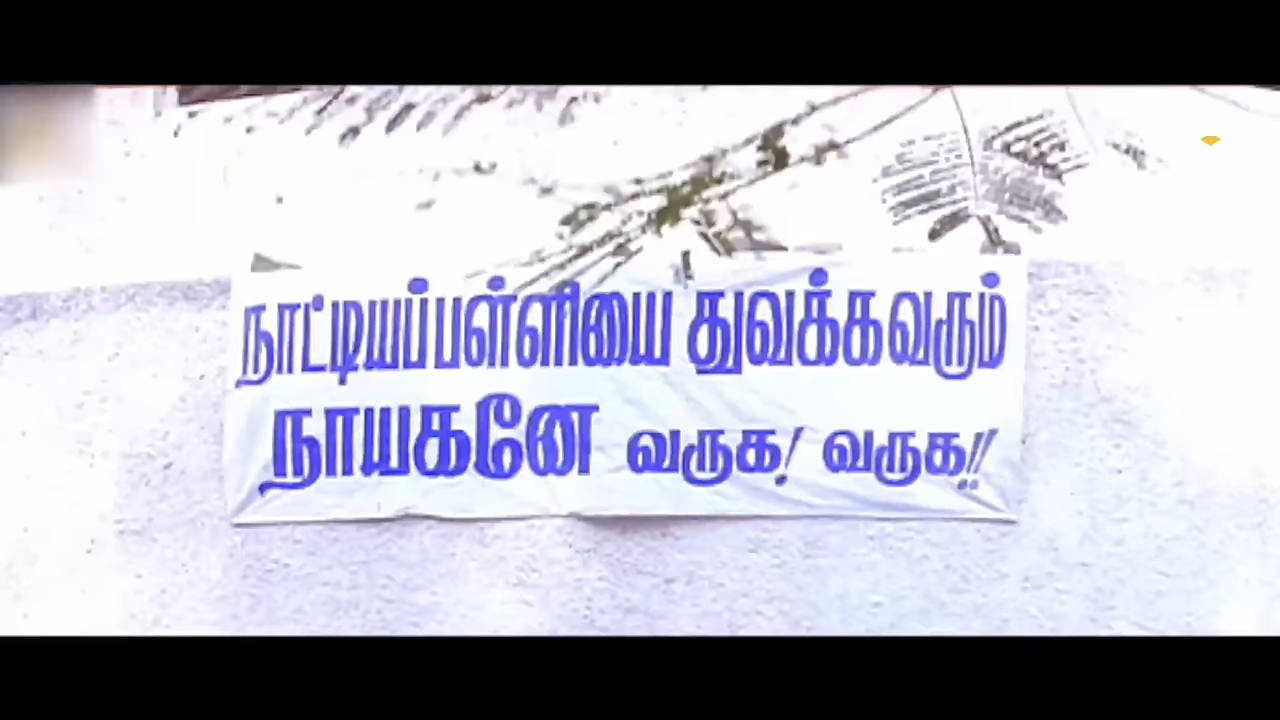 நாட்டியப்பள்ளியை துவக்கவரும்
நாயகனே வருக! வருக!!